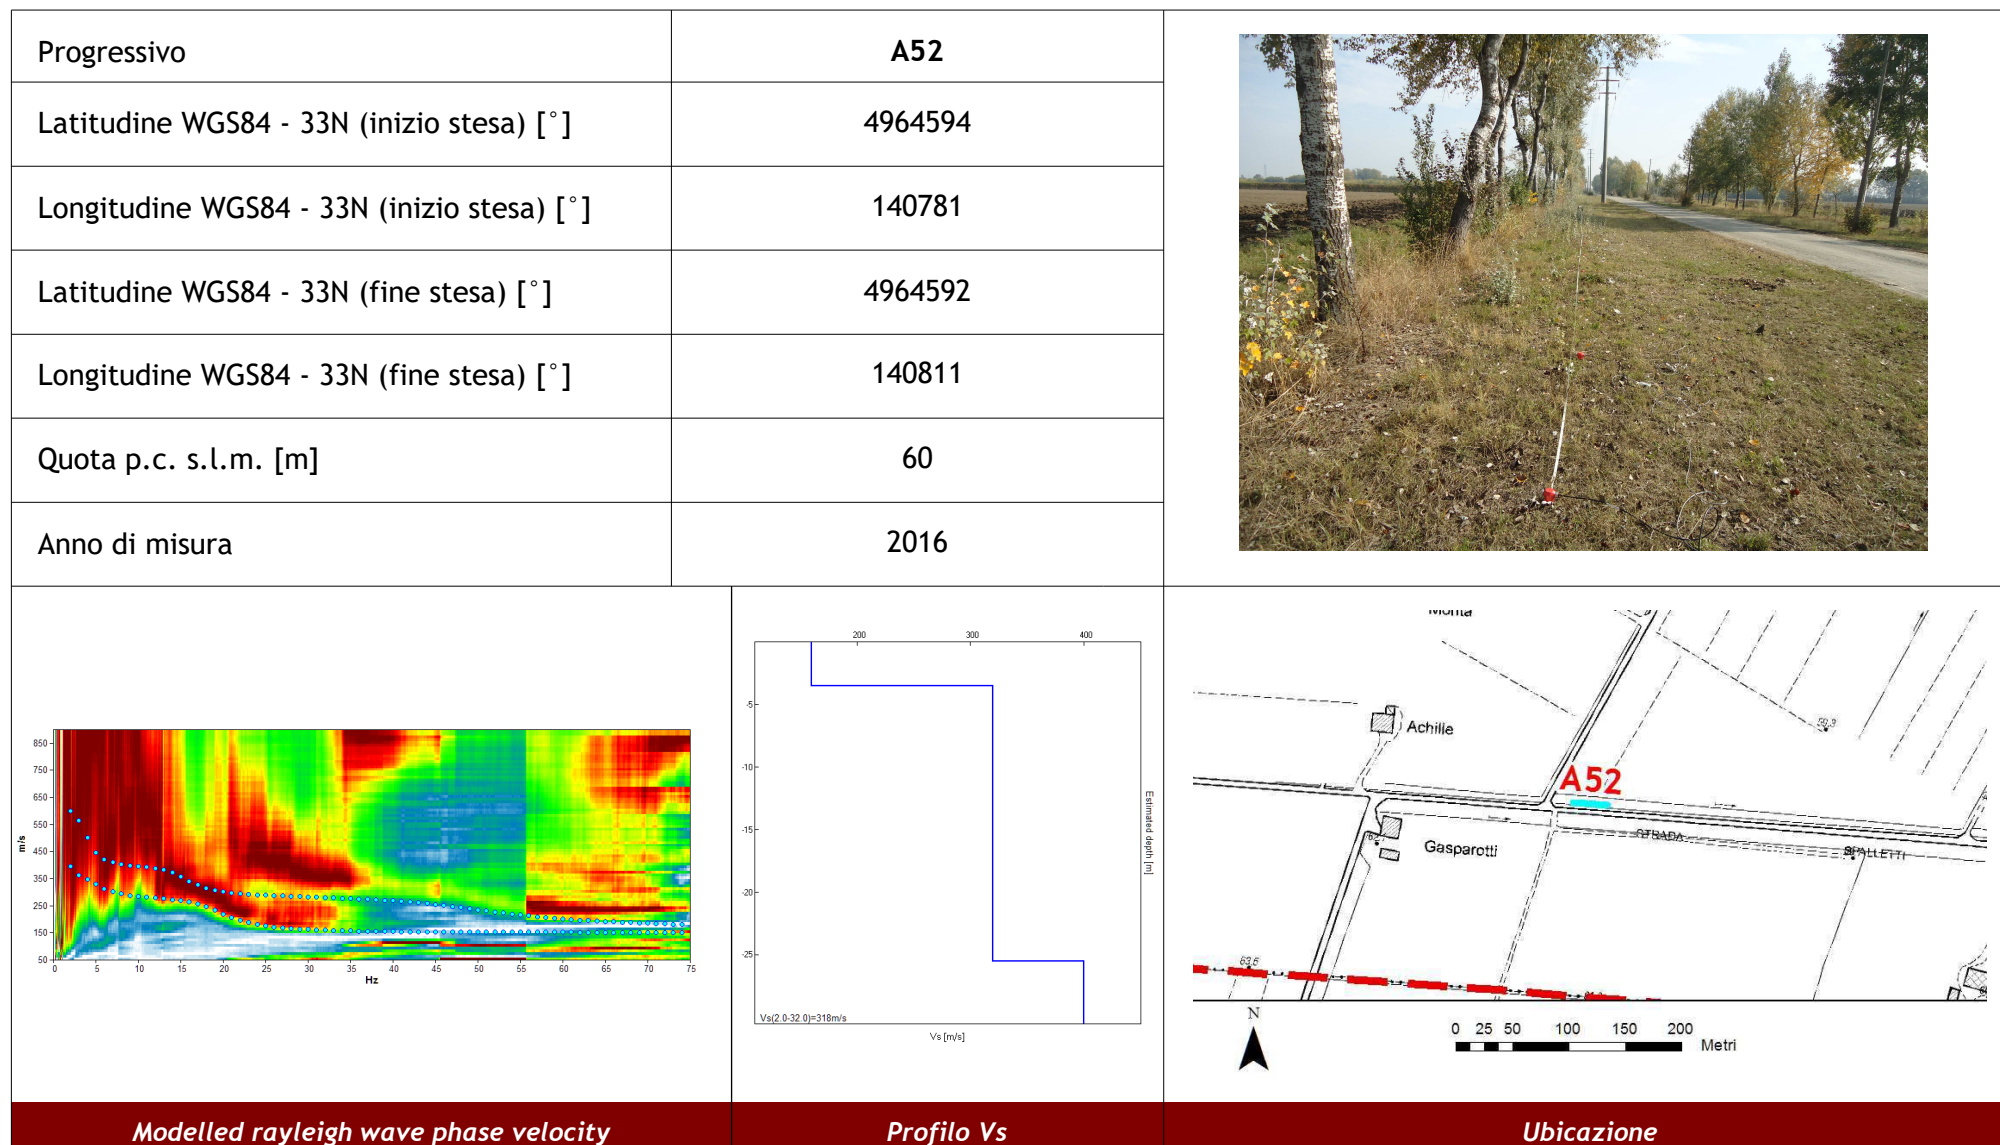 Progressivo
A52
Latitudine WGS84 - 33N (inizio stesa) [°]
4964594
Longitudine WGS84 - 33N (inizio stesa) [°]
140781
Latitudine WGS84 - 33N (fine stesa) [°]
4964592
Longitudine WGS84 - 33N (fine stesa) [°]
140811
Quota p.c. s.l.m. [m]
60
Anno di misura
2016
850
750
650
550
450
350
250
150
50
m/s
0 5 10 15 20 25 30 35 40 45 50 55 60 65 70 75
Hz
200 300 400
-5
-10
-15
-20
-25
Estimated depth [m]
Vs(2.0-32.0)=318m/s
Vs [m/s]
Achille
A52
Gasparotti
STRADA
SPALLETTI
63.6
N
0 25 50 100 150 200
Metri
Modelled rayleigh wave phase velocity
Profilo Vs
Ubicazione